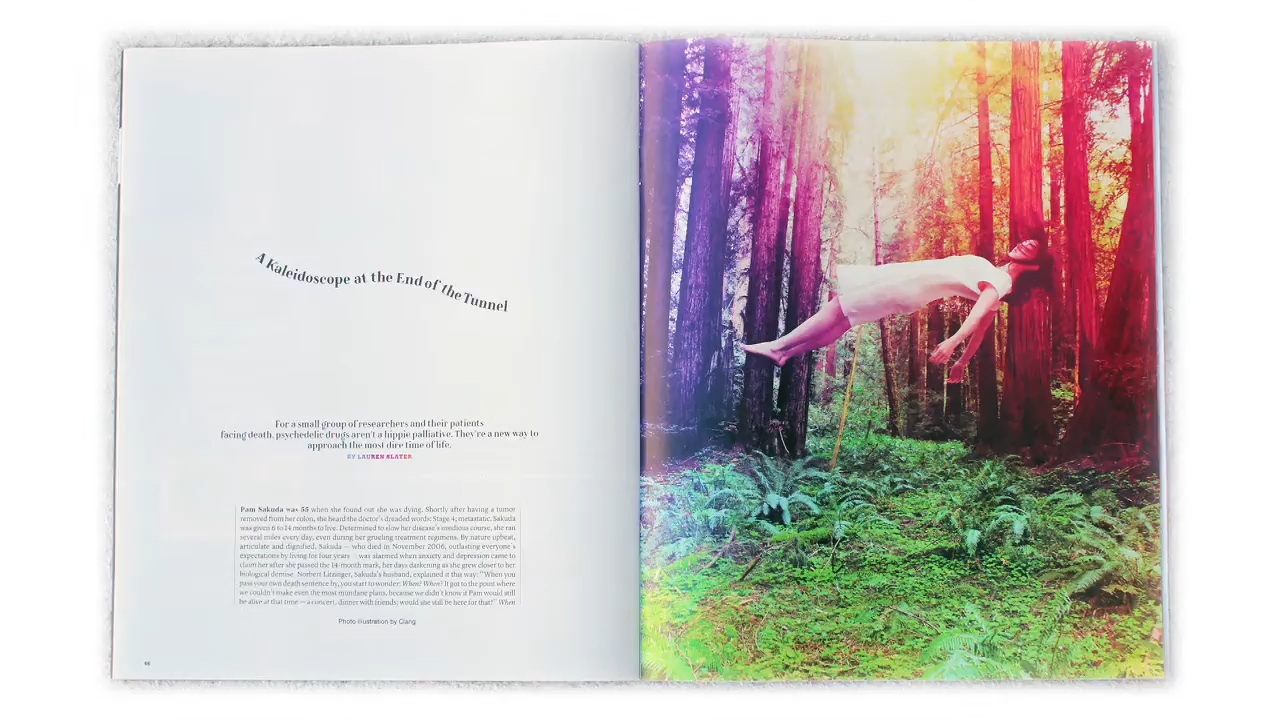 A Kaleidoscope at the End of the Tunnel
For a small group of researchers and their patients
facing death, psychedelic drugs aren't a hippie palliative. They're a new way to
approach the most dire time of life.
BY LAUREN SLATER
Pam Sakuda was 55 when she found out she was dying. Shortly after having a tumor
removed from her colon, she heard the doctor's dreaded words: Stage 4; metastatic. Sakuda
was given 6 to 14 months to live. Determined to slow her disease's insidious course, she ran
several miles every day, even during her grueling treatment regimens. By nature upbeat,
articulate and dignified, Sakuda — who died in November 2006, outlasting everyone's
expectations by living for four years — was alarmed when anxiety and depression came to
claim her after she passed the 14-month mark, her days darkening as she grew closer to her
biological demise. Norbert Litzinger, Sakuda's husband, explained it this way: "When you
pass your own death sentence by, you start to wonder: When? When? It got to the point where
we couldn't make even the most mundane plans, because we didn't know if Pam would still
be alive at that time — a concert, dinner with friends; would she still be here for that?" When
Photo illustration by Clang